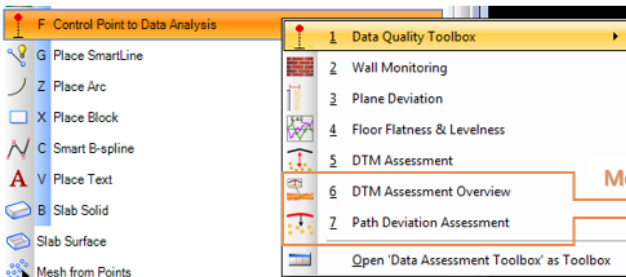 F Control Point to Data Analysis
G Place SmartLine
Z Place Arc
X Place Block
C Smart B-spline
A V Place Text
B Slab Solid
Slab Surface
Mesh from Points
1 Data Quality Toolbox
2 Wall Monitoring
3 Plane Deviation
4 Floor Flatness & Levelness
5 DTM Assessment
6 DTM Assessment Overview
7 Path Deviation Assessment
Open 'Data Assessment Toolbox' as Toolbox